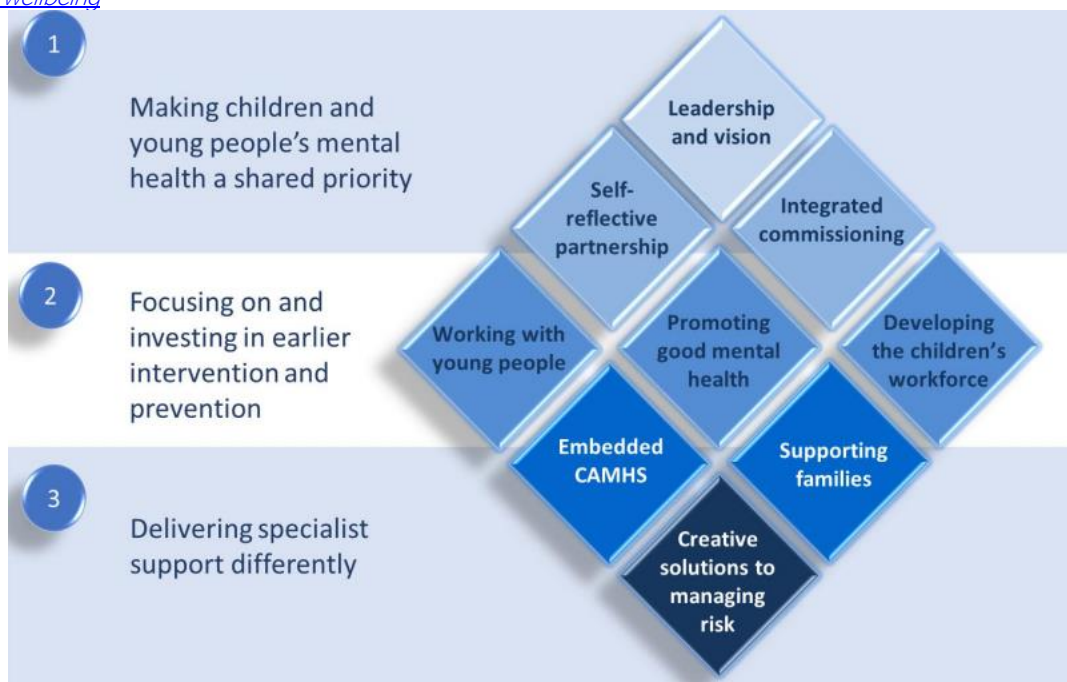 wellbeing
1
Making children and
young people's mental
health a shared priority
Leadership
and vision
Self-
reflective
partnership
Integrated
commissioning
2
Focusing on and
investing in earlier
intervention and
prevention
Working with
young people
Promoting
good mental
health
Developing
the children's
workforce
Embedded
CAMHS
Supporting
families
3
Delivering specialist
support differently
Creative
solutions to
managing
risk